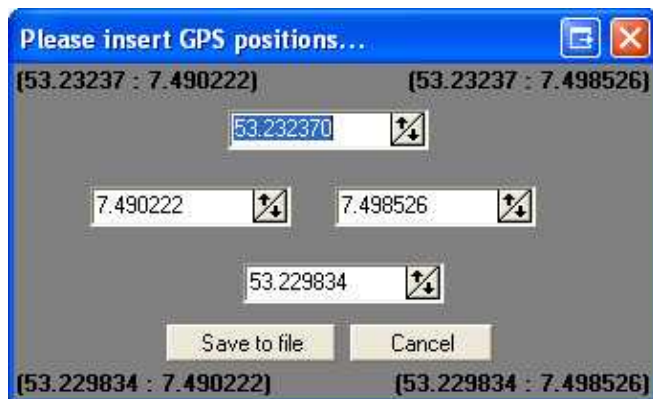 Please insert GPS positions...
(53.23237 : 7.490222) (53.23237 : 7.498526)
53.232370
7.490222 7.498526
53.229834
Save to file Cancel
(53.229834 : 7.490222) (53.229834 : 7.498526)